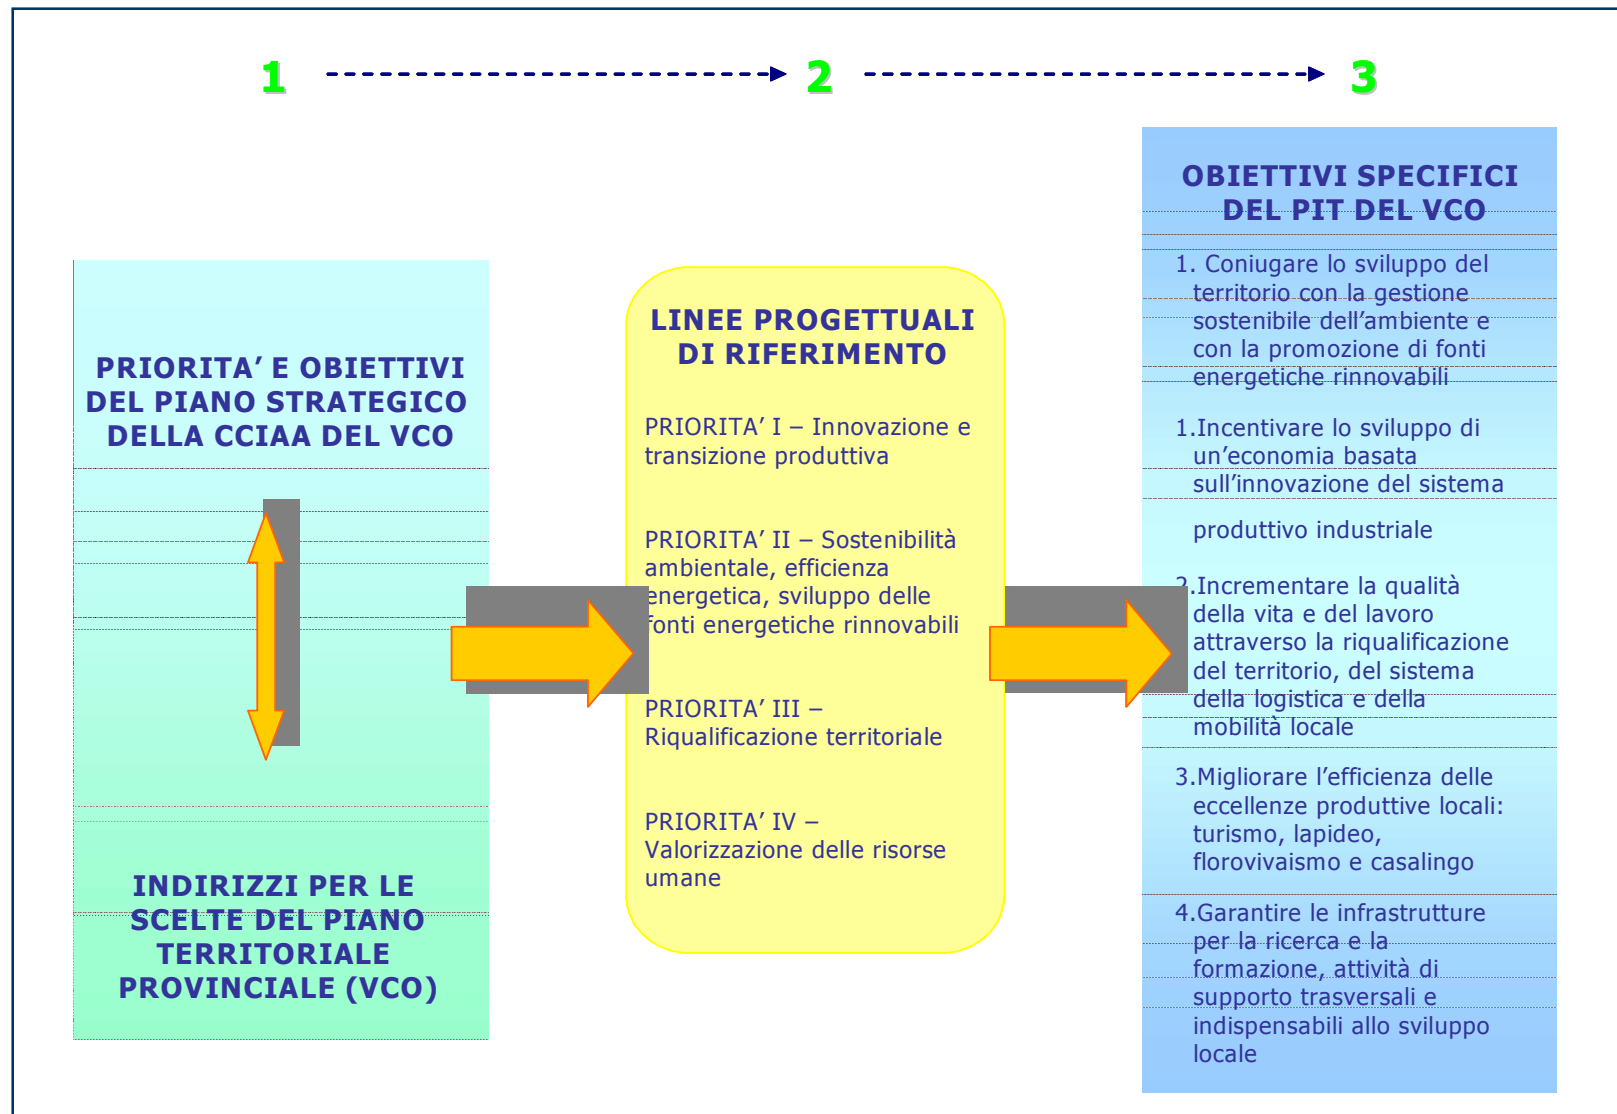 1
2
3
PRIORITA’ E OBIETTIVI
DEL PIANO STRATEGICO
DELLA CCIAA DEL VCO
INDIRIZZI PER LE
SCELTE DEL PIANO
TERRITORIALE
PROVINCIALE (VCO)
LINEE PROGETTUALI
DI RIFERIMENTO
PRIORITA’ I – Innovazione e
transizione produttiva
PRIORITA’ II – Sostenibilità
ambientale, efficienza
energetica, sviluppo delle
fonti energetiche rinnovabili
PRIORITA’ III –
Riqualificazione territoriale
PRIORITA’ IV –
Valorizzazione delle risorse
umane
OBIETTIVI SPECIFICI
DEL PIT DEL VCO
1. Coniugare lo sviluppo del
territorio con la gestione
sostenibile dell’ambiente e
con la promozione di fonti
energetiche rinnovabili
1.Incentivare lo sviluppo di
un’economia basata
sull’innovazione del sistema
produttivo industriale
2.Incrementare la qualità
della vita e del lavoro
attraverso la riqualificazione
del territorio, del sistema
della logistica e della
mobilità locale
3.Migliorare l’efficienza delle
eccellenze produttive locali:
turismo, lapideo,
florovivaismo e casalingo
4.Garantire le infrastrutture
per la ricerca e la
formazione, attività di
supporto trasversali e
indispensabili allo sviluppo
locale